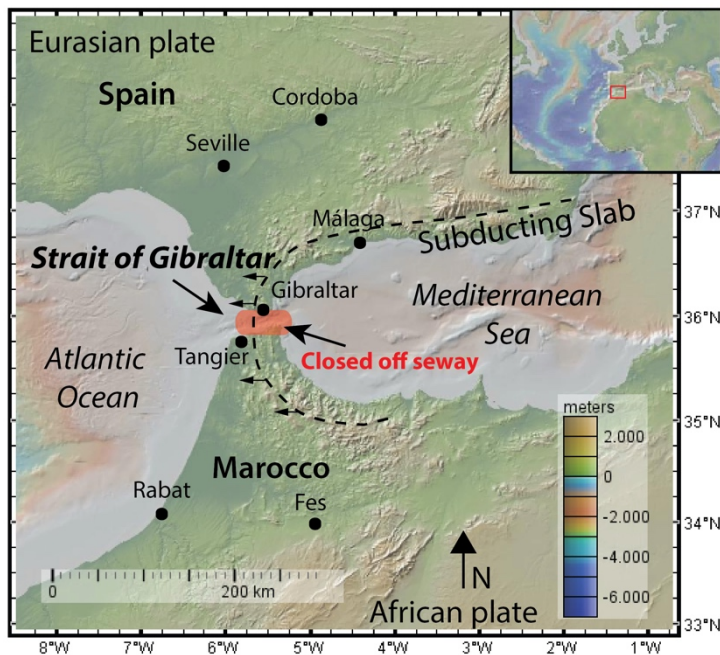 Eurasian plate
Spain
Cordoba
Seville
Málaga
Subducting Slab
Strait of Gibraltar
Gibraltar
Mediterranean
Sea
Closed off seway
Tangier
Atlantic
Ocean
Marocco
Rabat
Fes
N
African plate
0
200 km
meters
2.000
0
-2.000
-4.000
-6.000
37°N
36°N
35°N
34°N
33°N
8°W
7°W
6°W
5°W
4°W
3°W
2°W
1°W